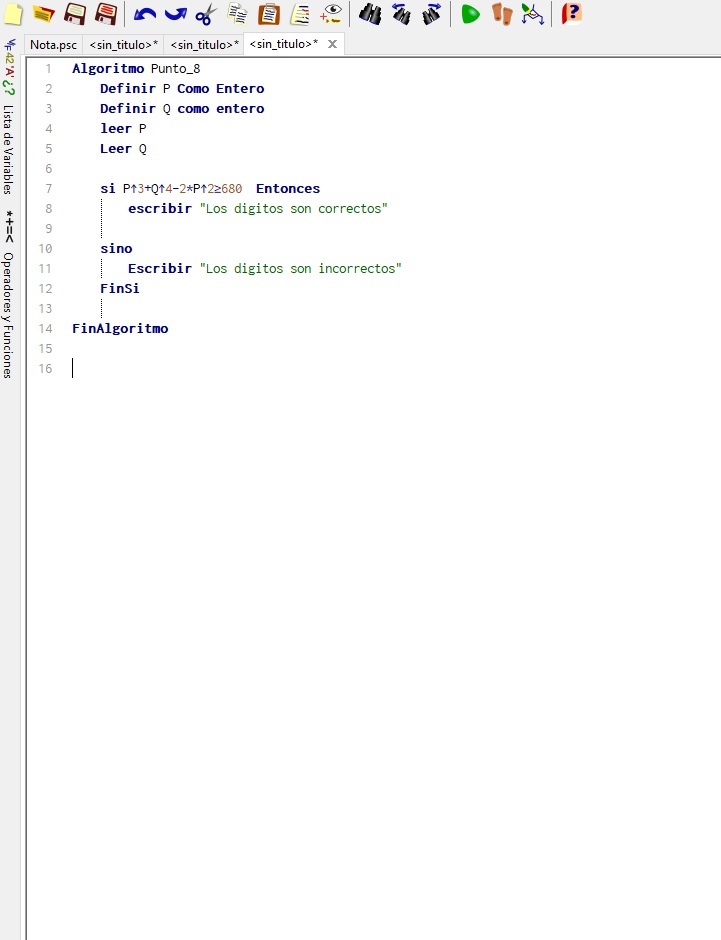 Nota.psc <sin_titulo>* <sin_titulo>* <sin_titulo>* X
42 'A' ¿? Lista de Variables
*+=< Operadores y Funciones
1 Algoritmo Punto_8
2 Definir P Como Entero
3 Definir Q como entero
4 leer P
5 Leer Q
6
7 si P↑3+Q↑4-2*P↑2≥680 Entonces
8 escribir "Los digitos son correctos"
9
10 sino
11 Escribir "Los digitos son incorrectos"
12 FinSi
13
14 FinAlgoritmo
15
16